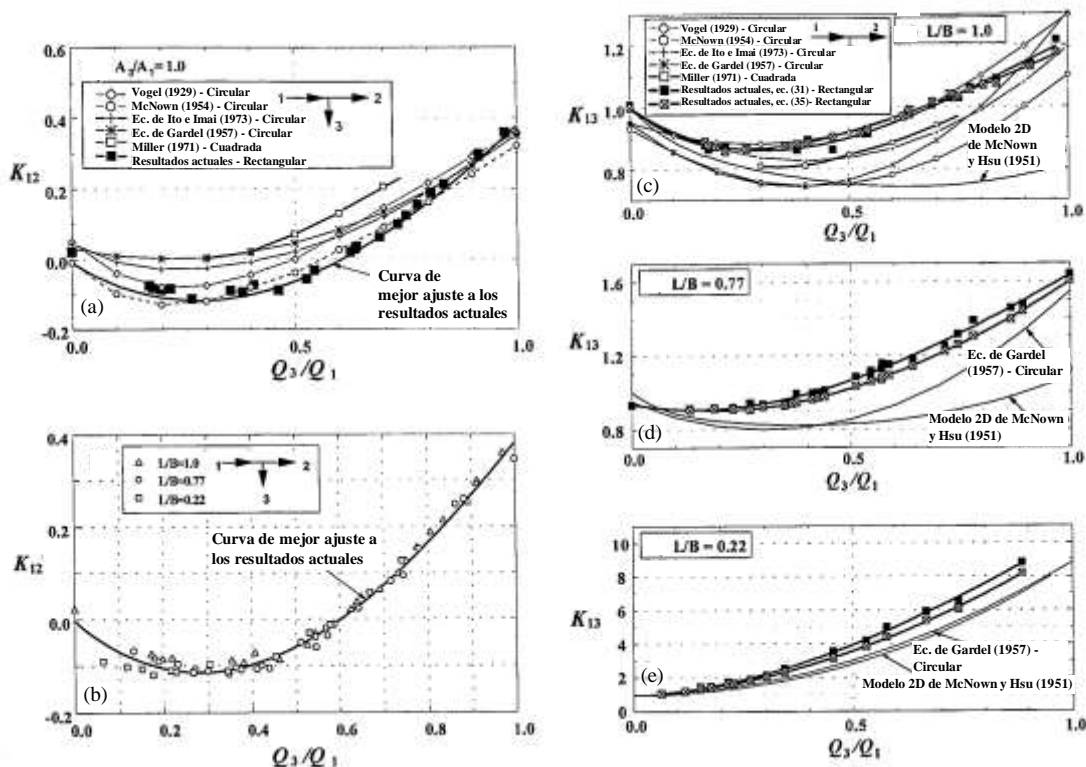 A₃/A₁=1.0
Vogel (1929) - Circular
McNown (1954) - Circular
Ec. de Ito e Imai (1973) - Circular
Ec. de Gardel (1957) - Circular
Miller (1971) - Cuadrada
Resultados actuales - Rectangular
1 2
3
0.4
0.2
0.0
-0.2
K₁₂
(a)
Curva de
mejor ajuste a los
resultados actuales
0.0 0.5 1.0
Q₃/Q₁
0.4
0.2
0.0
-0.2
K₁₂
L/B=1.0
L/B=0.77
L/B=0.22
1 2
3
Curva de mejor ajuste a
los resultados actuales
(b)
0.0 0.2 0.4 0.6 0.8 1.0
Q₃/Q₁
Vogel (1929) - Circular
McNown (1954) - Circular
Ec. de Ito e Imai (1973) - Circular
Ec. de Gardel (1957) - Circular
Miller (1971) - Cuadrada
Resultados actuales, ec. (31) - Rectangular
Resultados actuales, ec. (35)- Rectangular
1 2
L/B = 1.0
1.2
1.0
0.8
K₁₃
Modelo 2D
de McNown
y Hsu (1951)
(c)
0.0 0.5 1.0
Q₃/Q₁
L/B = 0.77
1.6
1.2
0.8
K₁₃
Ec. de Gardel
(1957) - Circular
Modelo 2D de McNown
y Hsu (1951)
(d)
0.0 0.5 1.0
Q₃/Q₁
L/B = 0.22
10
8
6
4
2
0
K₁₃
Ec. de Gardel (1957) -
Circular
Modelo 2D de McNown y Hsu (1951)
(e)
0.0 0.5 1.0
Q₃/Q₁